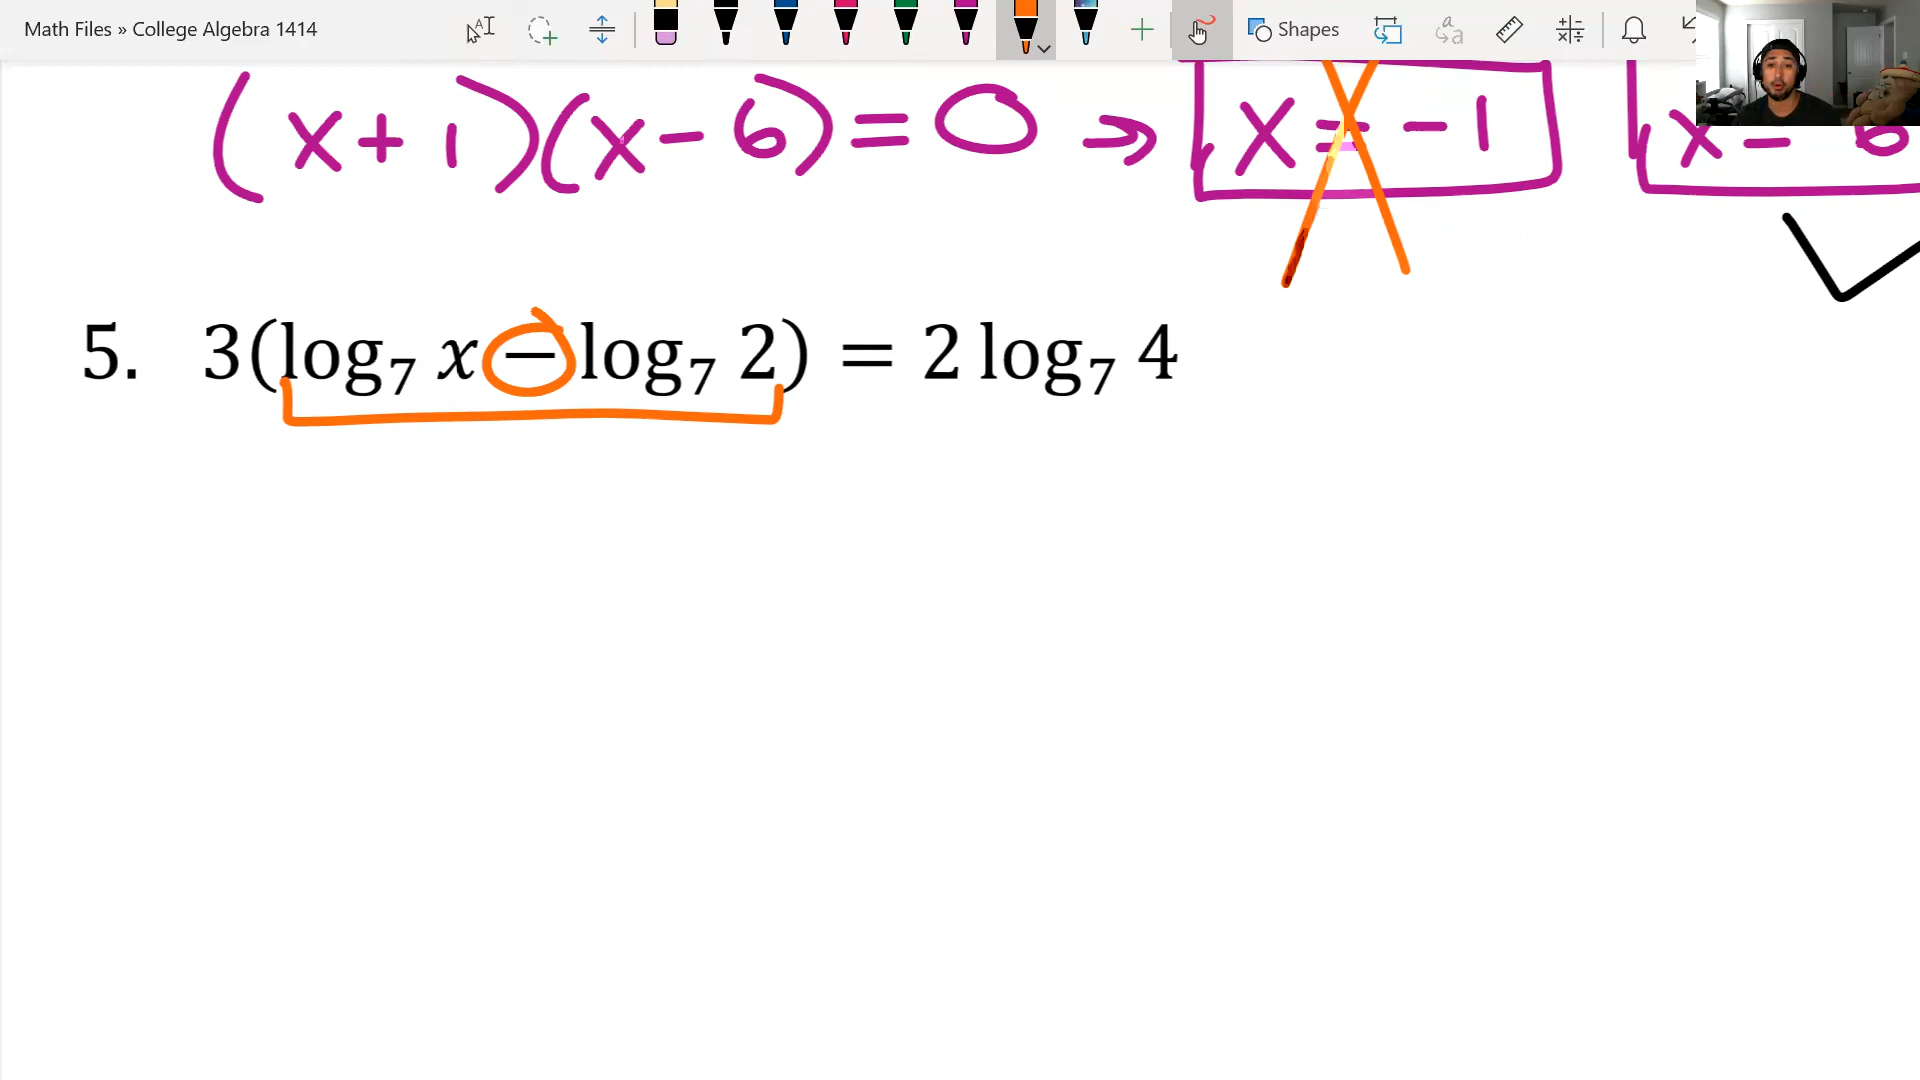 Math Files » College Algebra 1414
Shapes
(x+1)(x-6)=0 → x=-1 x=6
5. 3(log₇ x − log₇ 2) = 2 log₇ 4